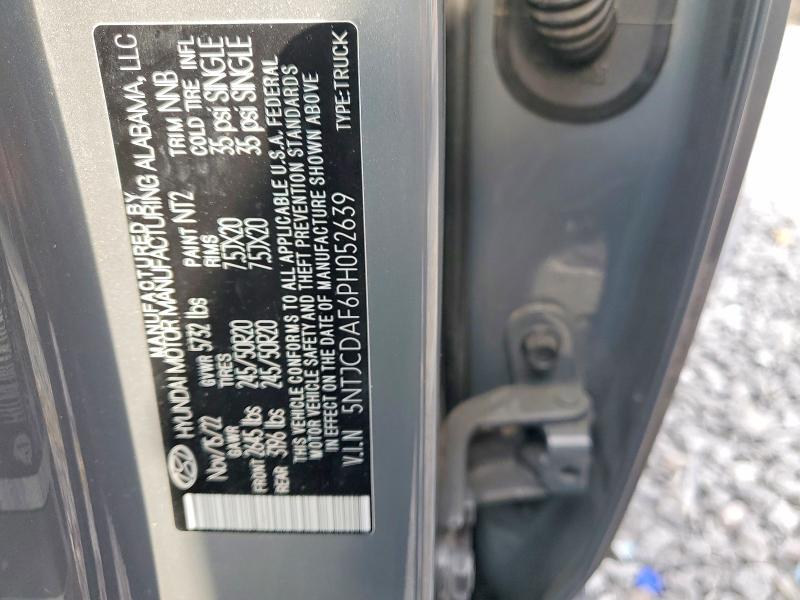 MANUFACTURED BY
HYUNDAI MOTOR MANUFACTURING ALABAMA, LLC
Nov/16/22 GVWR 5732 lbs PAINT NT2 TRIM NNB
GAWR TIRES RIMS COLD TIRE INFL
FRONT 2645 lbs 245/50R20 7.5JX20 35 psi SINGLE
REAR 3196 lbs 245/50R20 7.5JX20 35 psi SINGLE
THIS VEHICLE CONFORMS TO ALL APPLICABLE U.S.A. FEDERAL
MOTOR VEHICLE SAFETY AND THEFT PREVENTION STANDARDS
IN EFFECT ON THE DATE OF MANUFACTURE SHOWN ABOVE
V.I.N 5NTJCDAF6PH052639 TYPE:TRUCK